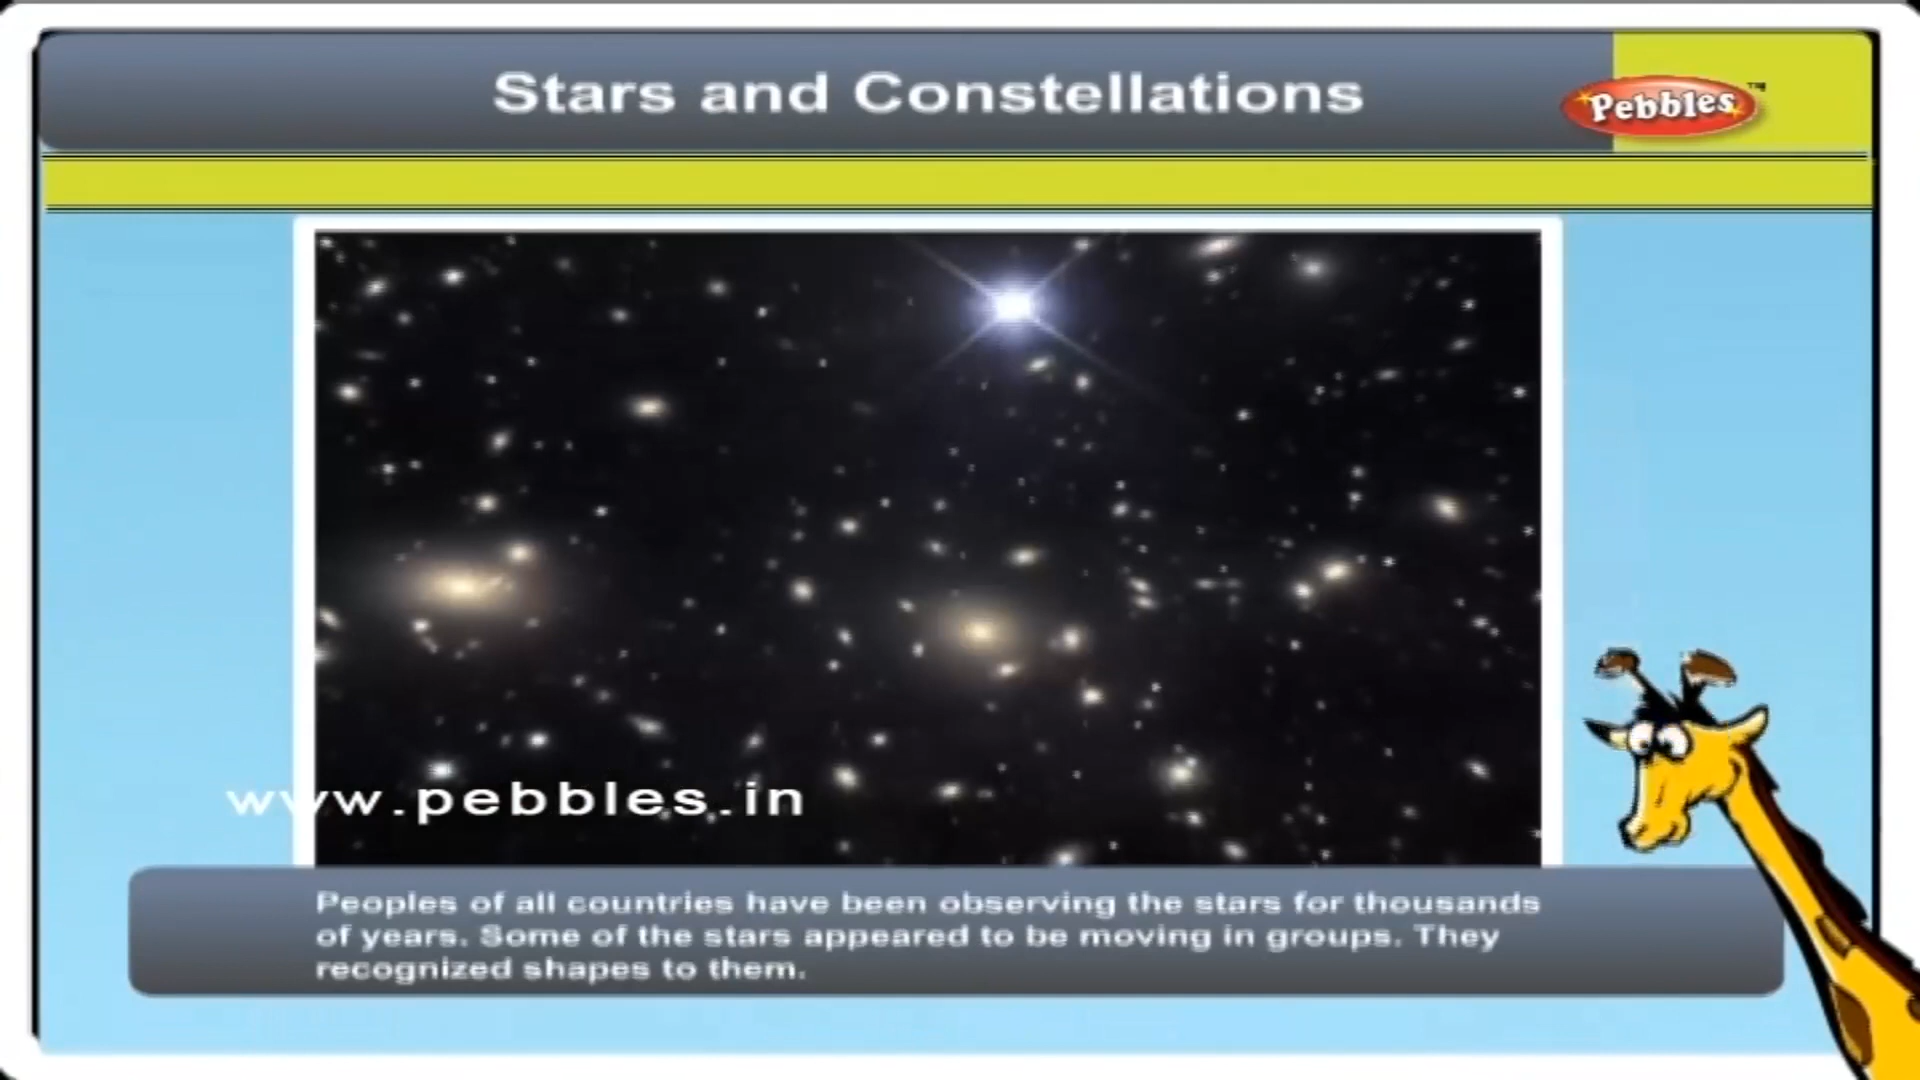 Stars and Constellations
Pebbles™
www.pebbles.in
Peoples of all countries have been observing the stars for thousands
of years. Some of the stars appeared to be moving in groups. They
recognized shapes to them.